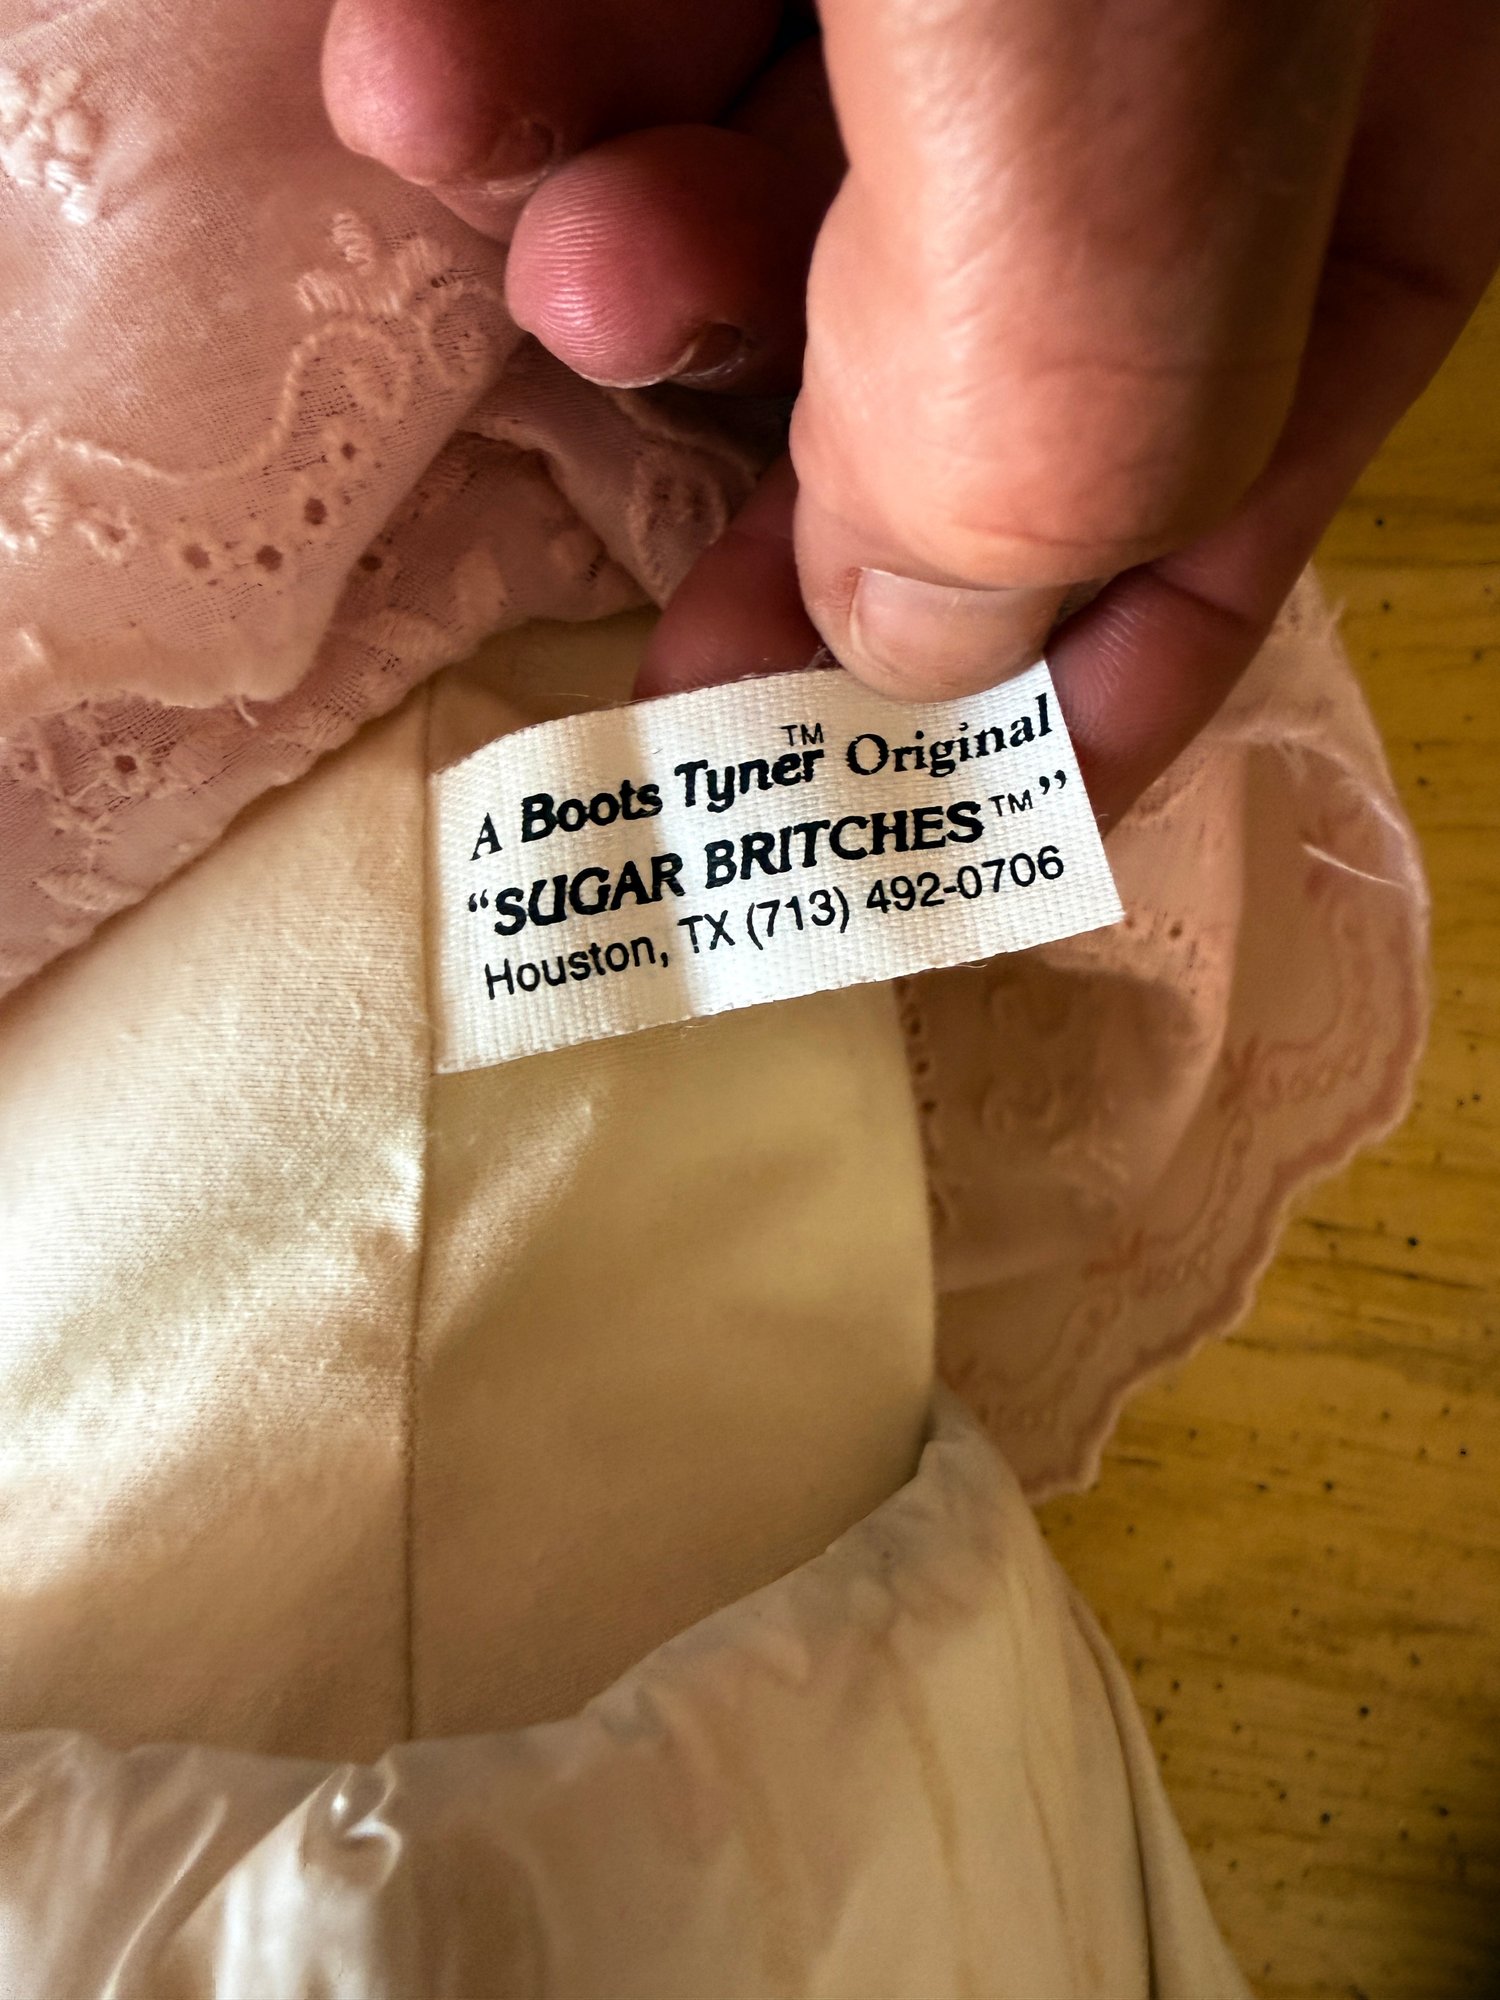 A Boots Tyner™ Original
“SUGAR BRITCHES™”
Houston, TX (713) 492-0706